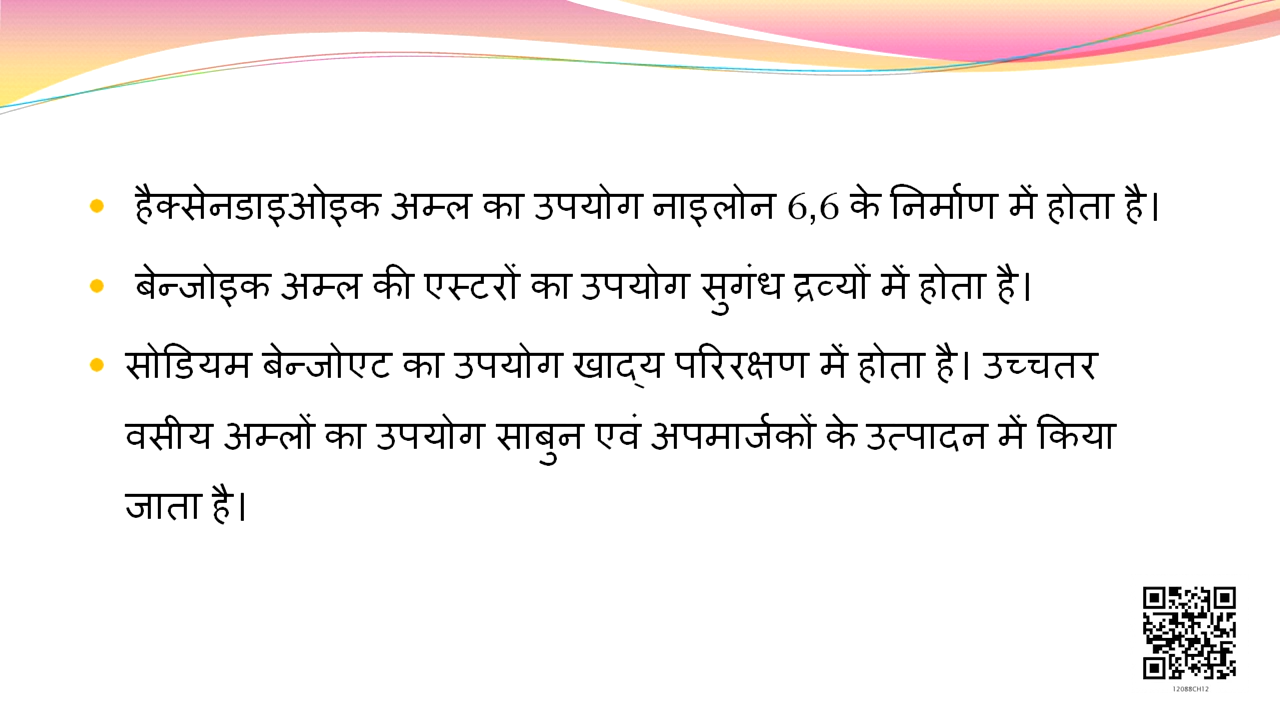 हैक्सेनडाइओइक अम्ल का उपयोग नाइलोन 6,6 के निर्माण में होता है।
बेन्जोइक अम्ल की एस्टरों का उपयोग सुगंध द्रव्यों में होता है।
सोडियम बेन्जोएट का उपयोग खाद्य परिरक्षण में होता है। उच्चतर
वसीय अम्लों का उपयोग साबुन एवं अपमार्जकों के उत्पादन में किया
जाता है।
12088CH12